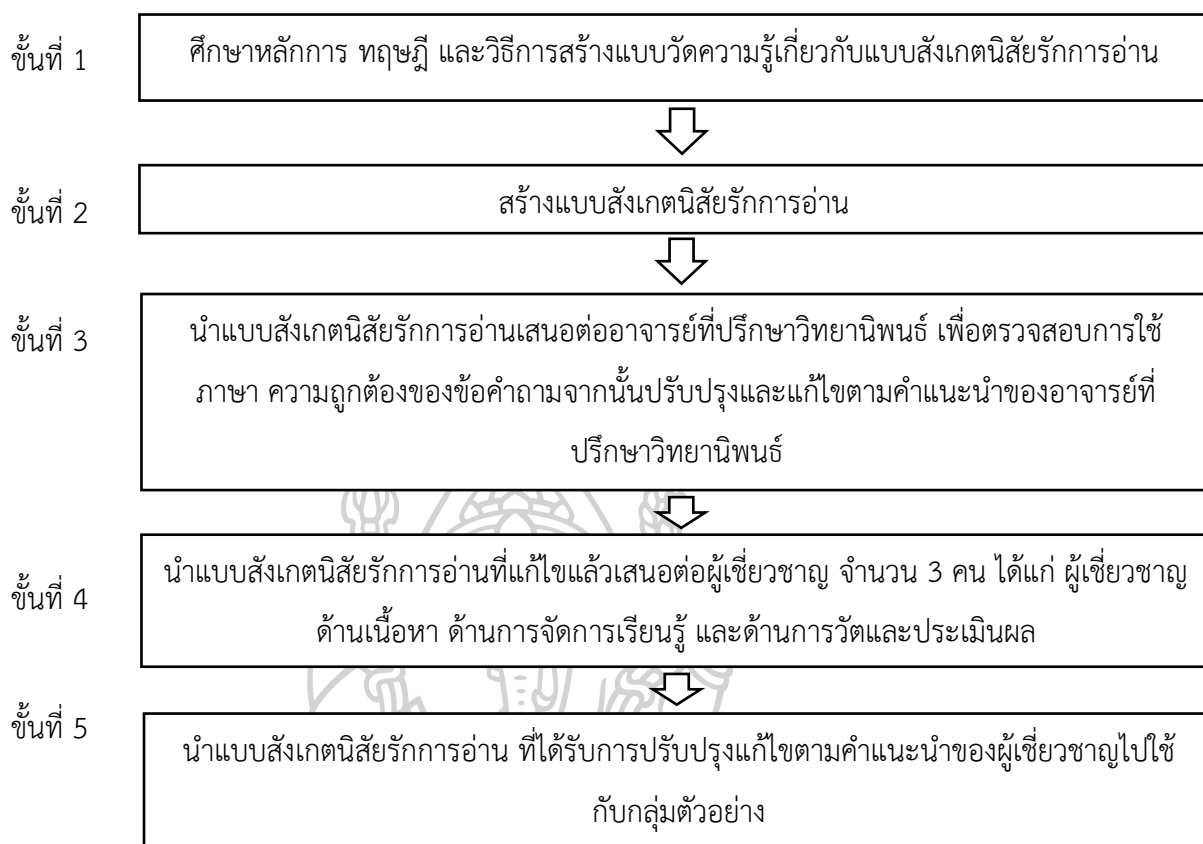 ขั้นที่ 1
ศึกษาหลักการ ทฤษฎี และวิธีการสร้างแบบวัดความรู้เกี่ยวกับแบบสังเกตนิสัยรักการอ่าน
ขั้นที่ 2
สร้างแบบสังเกตนิสัยรักการอ่าน
ขั้นที่ 3
นำแบบสังเกตนิสัยรักการอ่านเสนอต่ออาจารย์ที่ปรึกษาวิทยานิพนธ์ เพื่อตรวจสอบการใช้
ภาษา ความถูกต้องของข้อคำถามจากนั้นปรับปรุงและแก้ไขตามคำแนะนำของอาจารย์ที่
ปรึกษาวิทยานิพนธ์
ขั้นที่ 4
นำแบบสังเกตนิสัยรักการอ่านที่แก้ไขแล้วเสนอต่อผู้เชี่ยวชาญ จำนวน 3 คน ได้แก่ ผู้เชี่ยวชาญ
ด้านเนื้อหา ด้านการจัดการเรียนรู้ และด้านการวัตและประเมินผล
ขั้นที่ 5
นำแบบสังเกตนิสัยรักการอ่าน ที่ได้รับการปรับปรุงแก้ไขตามคำแนะนำของผู้เชี่ยวชาญไปใช้
กับกลุ่มตัวอย่าง